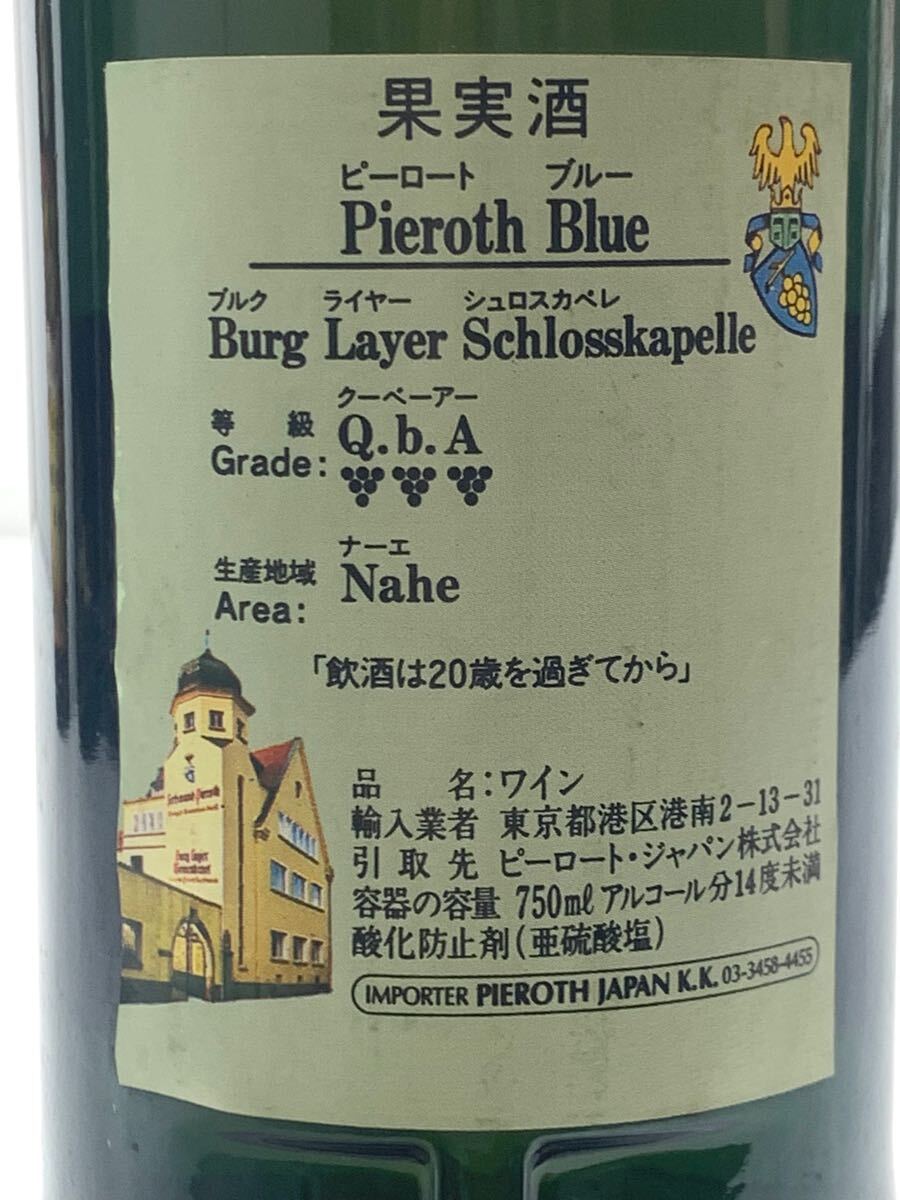 果実酒
ピーロート ブルー
Pieroth Blue
ブルク ライヤー シュロスカペレ
Burg Layer Schlosskapelle
クーベーアー
等級 Q.b.A
Grade:
ナーエ
生産地域 Nahe
Area:
「飲酒は20歳を過ぎてから」
品名:ワイン
輸入業者 東京都港区港南2-13-31
引取先 ピーロート・ジャパン株式会社
容器の容量 750mℓ アルコール分14度未満
酸化防止剤(亜硫酸塩)
IMPORTER PIEROTH JAPAN K.K. 03-3458-4455